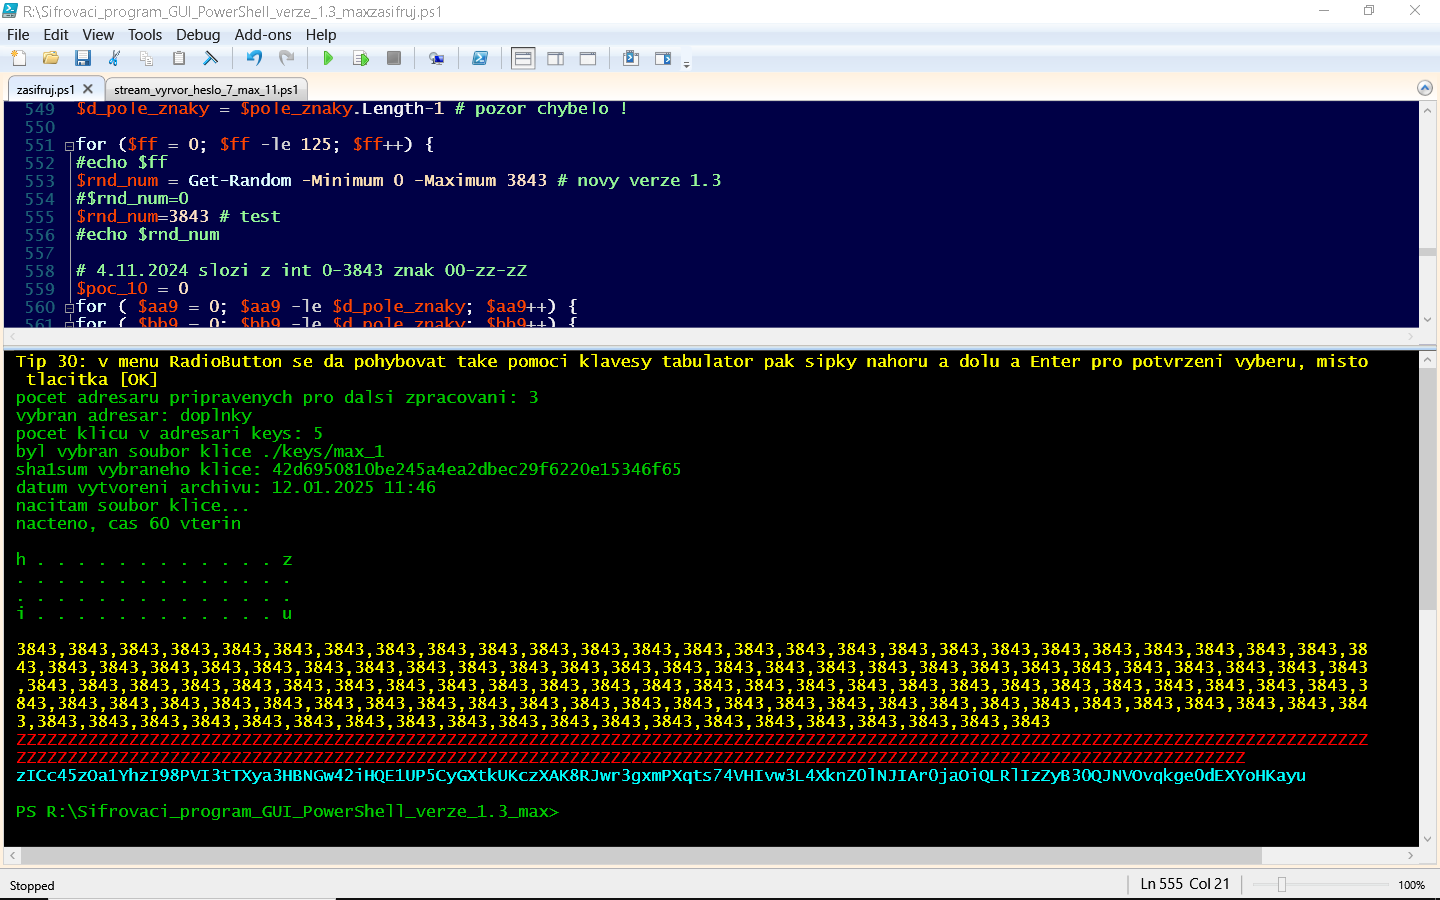 R:\Sifrovaci_program_GUI_PowerShell_verze_1.3_maxzasifruj.ps1
File Edit View Tools Debug Add-ons Help
zasifruj.ps1 stream_vyrvor_heslo_7_max_11.ps1
549 $d_pole_znaky = $pole_znaky.Length-1 # pozor chybelo !
550
551 for ($ff = 0; $ff -le 125; $ff++) {
552 #echo $ff
553 $rnd_num = Get-Random -Minimum 0 -Maximum 3843 # novy verze 1.3
554 #$rnd_num=0
555 $rnd_num=3843 # test
556 #echo $rnd_num
557
558 # 4.11.2024 slozi z int 0-3843 znak 00-zz-zZ
559 $poc_10 = 0
560 for ( $aa9 = 0; $aa9 -le $d_pole_znaky; $aa9++) {
561 for ( $bb9 = 0; $bb9 -le $d_pole_znaky; $bb9++) {
Tip 30: v menu RadioButton se da pohybovat take pomoci klavesy tabulator pak sipky nahoru a dolu a Enter pro potvrzeni vyberu, misto
tlacitka [OK]
pocet adresaru pripravenych pro dalsi zpracovani: 3
vybran adresar: doplnky
pocet klicu v adresari keys: 5
byl vybran soubor klice ./keys/max_1
sha1sum vybraneho klice: 42d6950810be245a4ea2dbec29f6220e15346f65
datum vytvoreni archivu: 12.01.2025 11:46
nacitam soubor klice...
nacteno, cas 60 vterin
h . . . . . . . . . . . . z
. . . . . . . . . . . . . .
. . . . . . . . . . . . . .
i . . . . . . . . . . . . u
3843,3843,3843,3843,3843,3843,3843,3843,3843,3843,3843,3843,3843,3843,3843,3843,3843,3843,3843,3843,3843,3843,3843,3843,3843,3843,38
43,3843,3843,3843,3843,3843,3843,3843,3843,3843,3843,3843,3843,3843,3843,3843,3843,3843,3843,3843,3843,3843,3843,3843,3843,3843,3843
,3843,3843,3843,3843,3843,3843,3843,3843,3843,3843,3843,3843,3843,3843,3843,3843,3843,3843,3843,3843,3843,3843,3843,3843,3843,3843,3
843,3843,3843,3843,3843,3843,3843,3843,3843,3843,3843,3843,3843,3843,3843,3843,3843,3843,3843,3843,3843,3843,3843,3843,3843,3843,384
3,3843,3843,3843,3843,3843,3843,3843,3843,3843,3843,3843,3843,3843,3843,3843,3843,3843,3843,3843,3843
ZZZZZZZZZZZZZZZZZZZZZZZZZZZZZZZZZZZZZZZZZZZZZZZZZZZZZZZZZZZZZZZZZZZZZZZZZZZZZZZZZZZZZZZZZZZZZZZZZZZZZZZZZZZZZZZZZZZZZZZZZZZZZZZZZZZZ
ZZZZZZZZZZZZZZZZZZZZZZZZZZZZZZZZZZZZZZZZZZZZZZZZZZZZZZZZZZZZZZZZZZZZZZZZZZZZZZZZZZZZZZZZZZZZZZZZZZZZZZZZZZZZZZZZZZZZZZZZ
zICc45zOa1YhzI98PVI3tTXya3HBNGw42iHQE1UP5CyGXtkUKczXAK8RJwr3gxmPXqts74VHIvw3L4XknZ0lNJIAr0jaOiQLRlIzZyB30QJNVOvqkge0dEXYoHKayu
PS R:\Sifrovaci_program_GUI_PowerShell_verze_1.3_max>
Stopped Ln 555 Col 21 100%